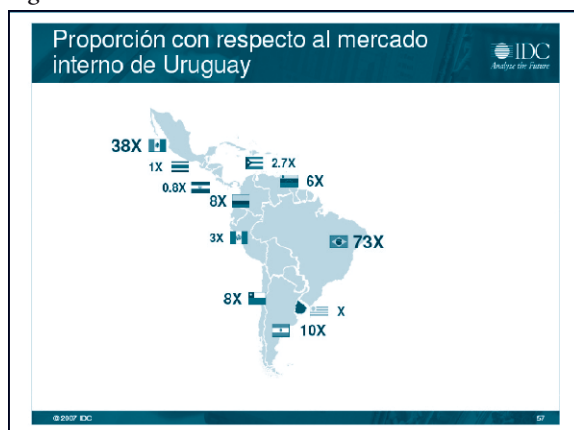 Proporción con respecto al mercado
interno de Uruguay
IDC
Analyze the Future
38X
1X
2.7X
0.8X
6X
8X
3X
73X
8X
X
10X
@ 2007 IDC
57